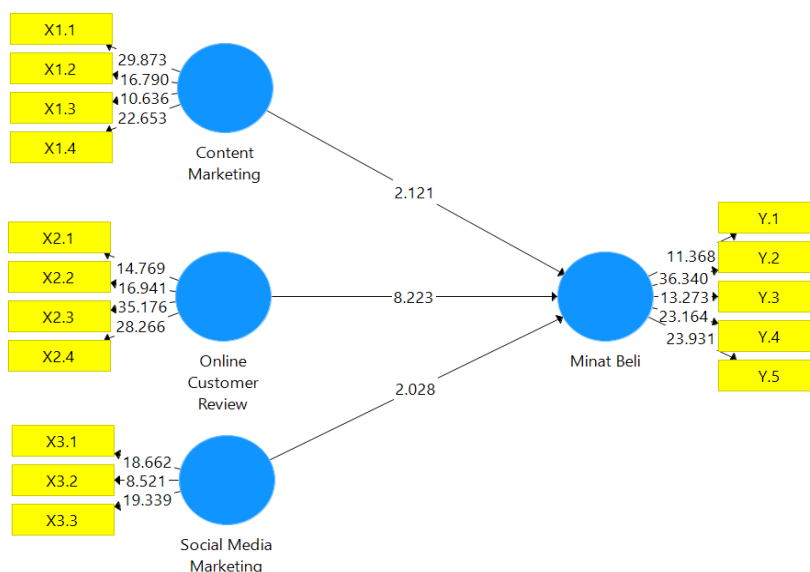 X1.1
X1.2
X1.3
X1.4
29.873
16.790
10.636
22.653
Content
Marketing
2.121
X2.1
X2.2
X2.3
X2.4
14.769
16.941
35.176
28.266
Online
Customer
Review
8.223
X3.1
X3.2
X3.3
18.662
8.521
19.339
Social Media
Marketing
2.028
Minat Beli
11.368
36.340
13.273
23.164
23.931
Y.1
Y.2
Y.3
Y.4
Y.5